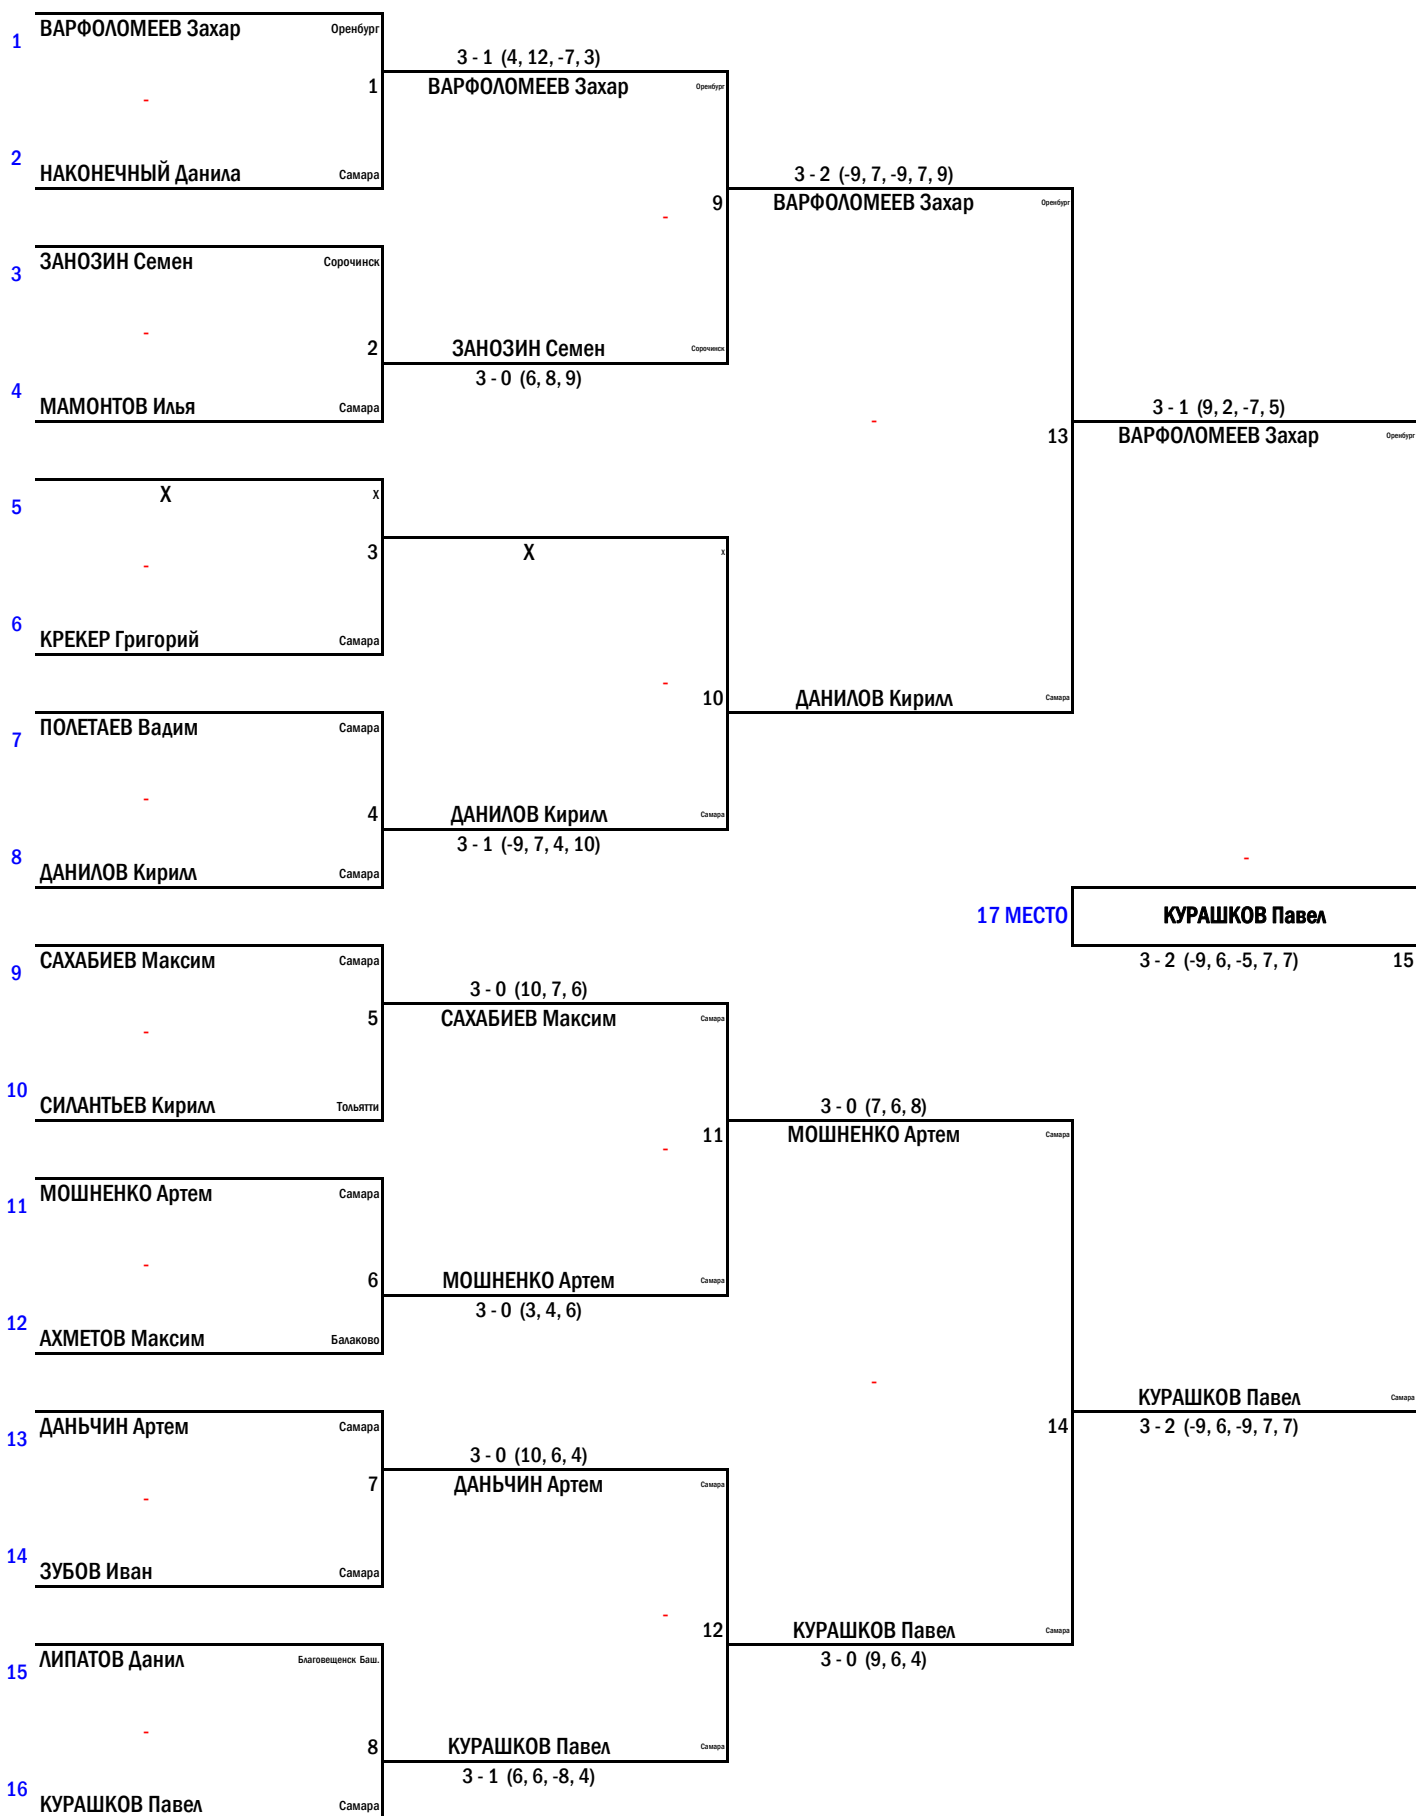 1 ВАРФОЛОМЕЕВ Захар Оренбург
3 - 1 (4, 12, -7, 3)
1 ВАРФОЛОМЕЕВ Захар Оренбург
-
2 НАКОНЕЧНЫЙ Данила Самара
3 - 2 (-9, 7, -9, 7, 9)
- 9 ВАРФОЛОМЕЕВ Захар Оренбург
3 ЗАНОЗИН Семен Сорочинск
-
2 ЗАНОЗИН Семен Сорочинск
3 - 0 (6, 8, 9)
4 МАМОНТОВ Илья Самара
3 - 1 (9, 2, -7, 5)
-
13 ВАРФОЛОМЕЕВ Захар Оренбург
5 X X
3 X X
-
6 КРЕКЕР Григорий Самара
-
10 ДАНИЛОВ Кирилл Самара
7 ПОЛЕТАЕВ Вадим Самара
-
4 ДАНИЛОВ Кирилл Самара
3 - 1 (-9, 7, 4, 10)
8 ДАНИЛОВ Кирилл Самара
-
17 МЕСТО КУРАШКОВ Павел
3 - 2 (-9, 6, -5, 7, 7) 15
9 САХАБИЕВ Максим Самара
3 - 0 (10, 7, 6)
5 САХАБИЕВ Максим Самара
-
10 СИЛАНТЬЕВ Кирилл Тольятти
3 - 0 (7, 6, 8)
- 11 МОШНЕНКО Артем Самара
11 МОШНЕНКО Артем Самара
-
6 МОШНЕНКО Артем Самара
3 - 0 (3, 4, 6)
12 АХМЕТОВ Максим Балаково
-
КУРАШКОВ Павел Самара
14 3 - 2 (-9, 6, -9, 7, 7)
13 ДАНЬЧИН Артем Самара
3 - 0 (10, 6, 4)
7 ДАНЬЧИН Артем Самара
-
14 ЗУБОВ Иван Самара
-
12 КУРАШКОВ Павел Самара
3 - 0 (9, 6, 4)
15 ЛИПАТОВ Данил Благовещенск Баш.
-
8 КУРАШКОВ Павел Самара
3 - 1 (6, 6, -8, 4)
16 КУРАШКОВ Павел Самара